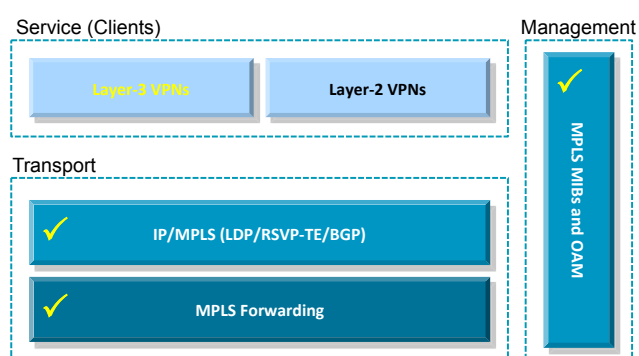 Service (Clients)
Management
Layer-3 VPNs
Layer-2 VPNs
MPLS MIBs and OAM
Transport
IP/MPLS (LDP/RSVP-TE/BGP)
MPLS Forwarding